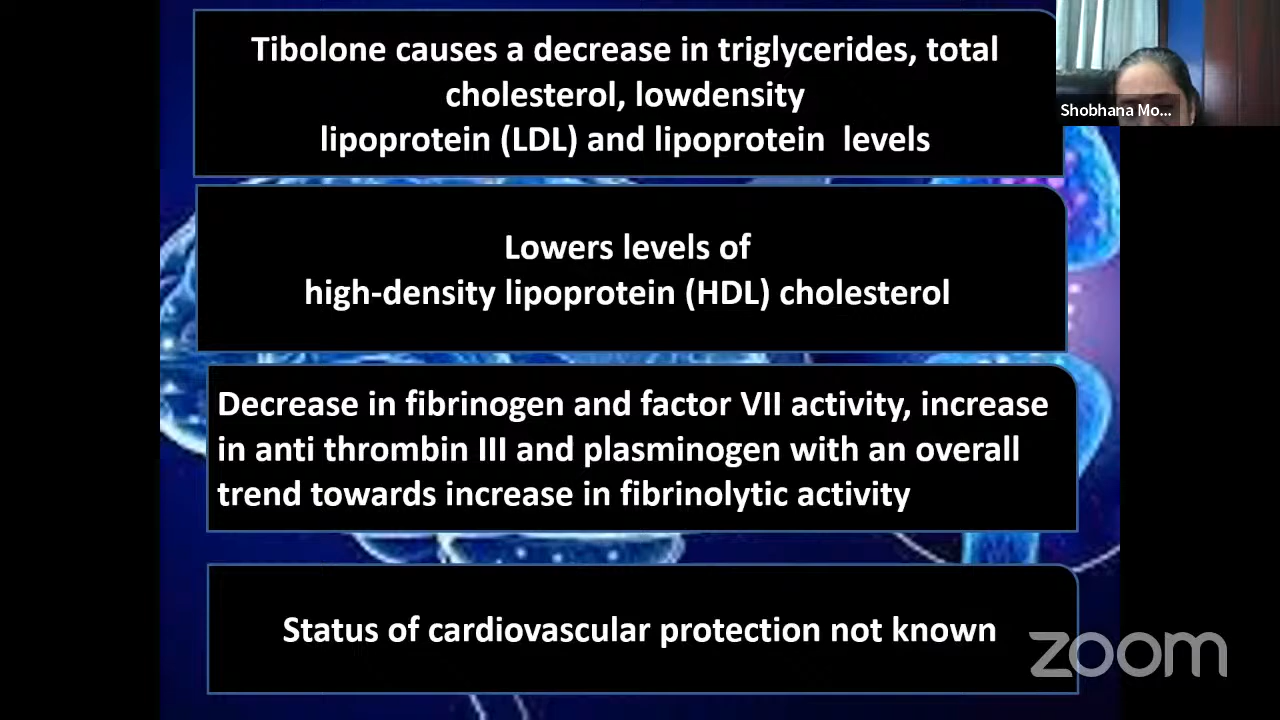 Tibolone causes a decrease in triglycerides, total
cholesterol, lowdensity
lipoprotein (LDL) and lipoprotein levels
Shobhana Mo...
Lowers levels of
high-density lipoprotein (HDL) cholesterol
Decrease in fibrinogen and factor VII activity, increase
in anti thrombin III and plasminogen with an overall
trend towards increase in fibrinolytic activity
Status of cardiovascular protection not known
zoom